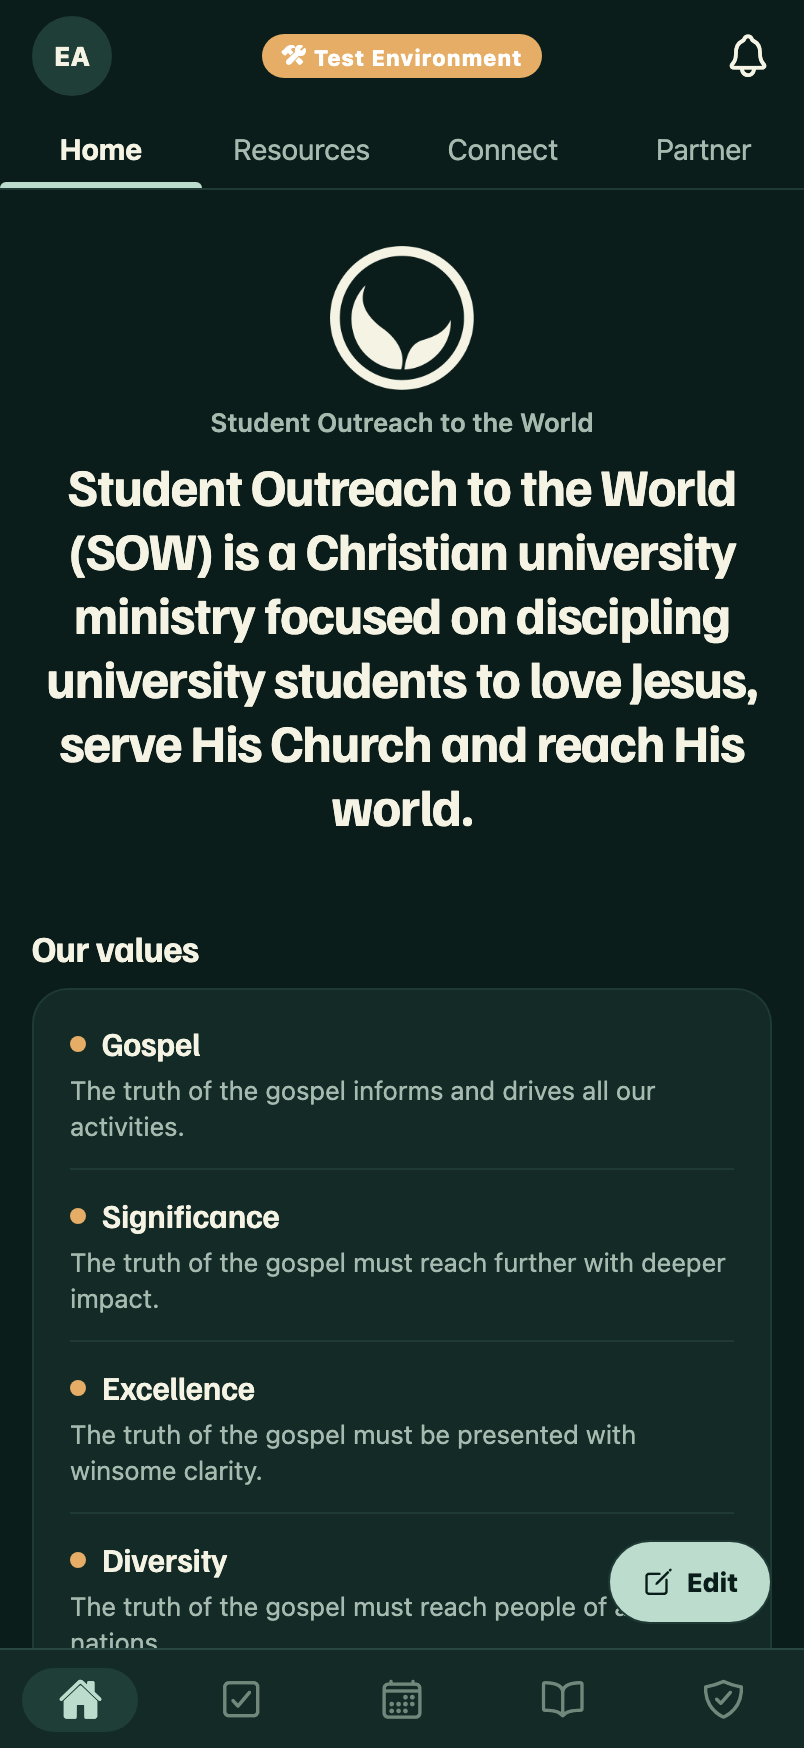 EA
🛠 Test Environment
Home Resources Connect Partner
Student Outreach to the World
Student Outreach to the World
(SOW) is a Christian university
ministry focused on discipling
university students to love Jesus,
serve His Church and reach His
world.
Our values
Gospel
The truth of the gospel informs and drives all our
activities.
Significance
The truth of the gospel must reach further with deeper
impact.
Excellence
The truth of the gospel must be presented with
winsome clarity.
Diversity
The truth of the gospel must reach people of
nations
Edit